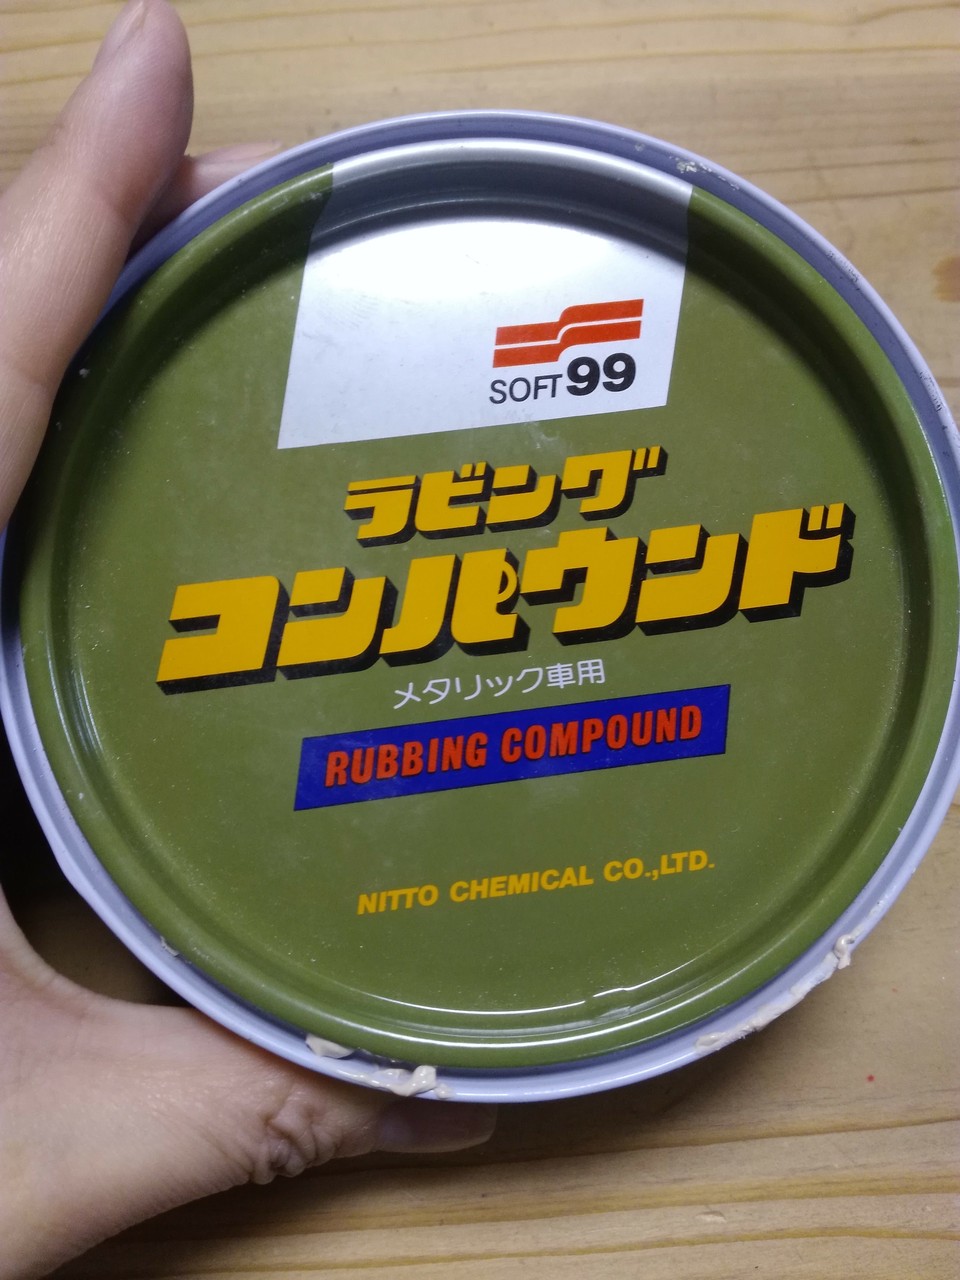 SOFT99
ラビング
コンパウンド
メタリック車用
RUBBING COMPOUND
NITTO CHEMICAL CO.,LTD.